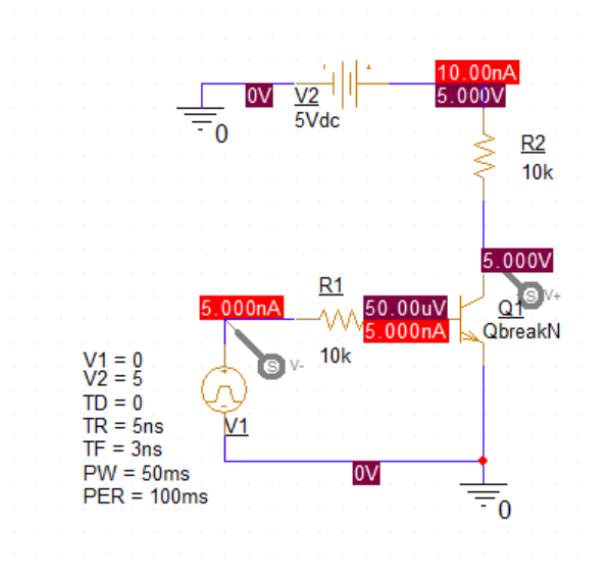 10.00nA
0V
V2
5.000V
5Vdc
0
R2
10k
5.000V
R1
V+
5.000nA
50.00uV
Q1
5.000nA
QbreakN
10k
V-
V1 = 0
V2 = 5
TD = 0
TR = 5ns
V1
TF = 3ns
PW = 50ms
0V
PER = 100ms
0
S
S